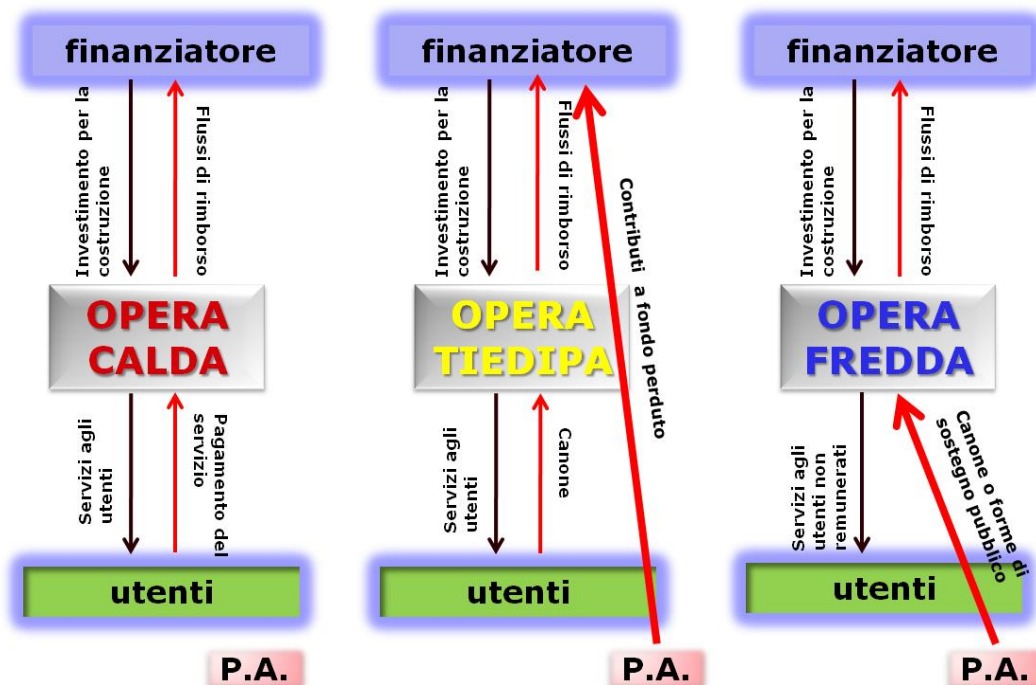 finanziatore
Investimento per la
costruzione
Flussi di rimborso
OPERA
CALDA
Servizi agli
utenti
Pagamento del
servizio
utenti
P.A.
finanziatore
Investimento per la
costruzione
Flussi di rimborso
Contributi a fondo perduto
OPERA
TIEDIPA
Servizi agli
utenti
Canone
utenti
P.A.
finanziatore
Investimento per la
costruzione
Flussi di rimborso
OPERA
FREDDA
Servizi agli
utenti non
remunerati
Canone o forme di
sostegno pubblico
utenti
P.A.